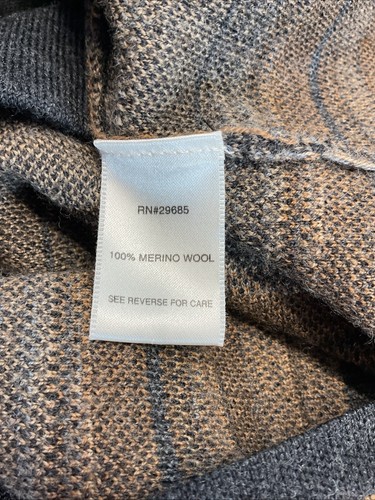 RN#29685
100% MERINO WOOL
SEE REVERSE FOR CARE